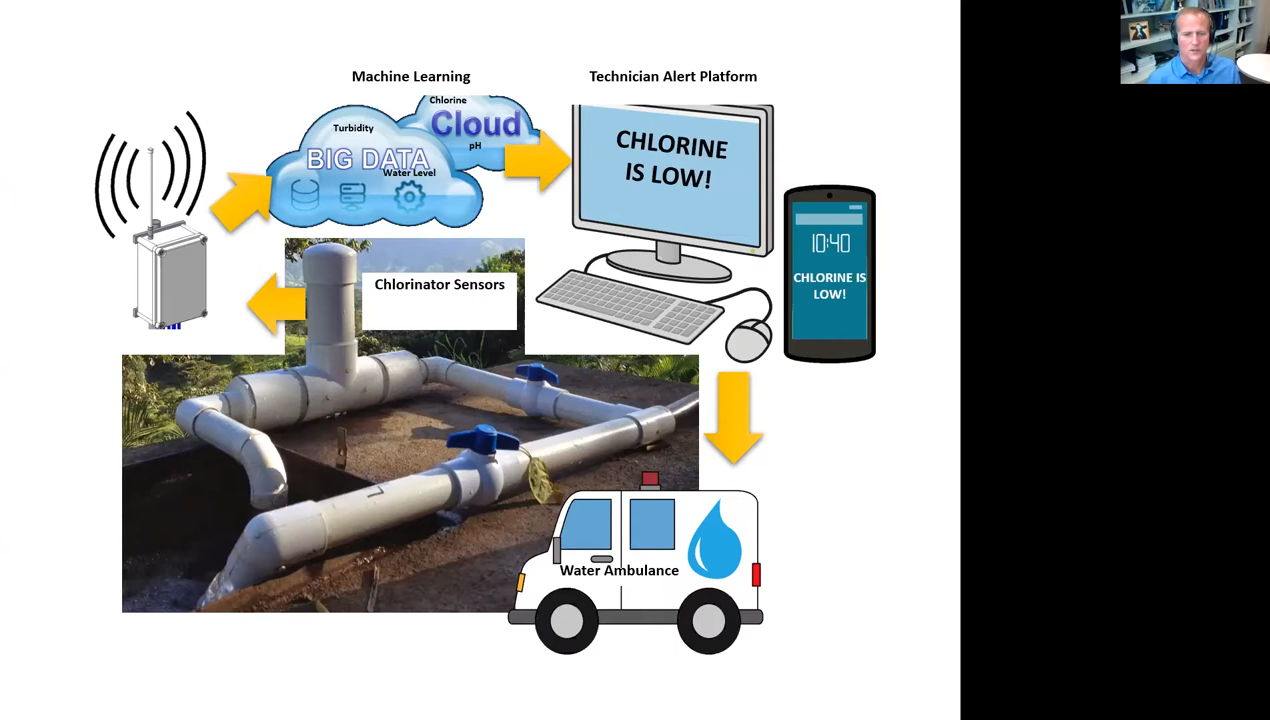 Machine Learning
Technician Alert Platform
Chlorine
Cloud
Turbidity
pH
BIG DATA
Water Level
CHLORINE
IS LOW!
10:40
CHLORINE IS
LOW!
Chlorinator Sensors
Water Ambulance